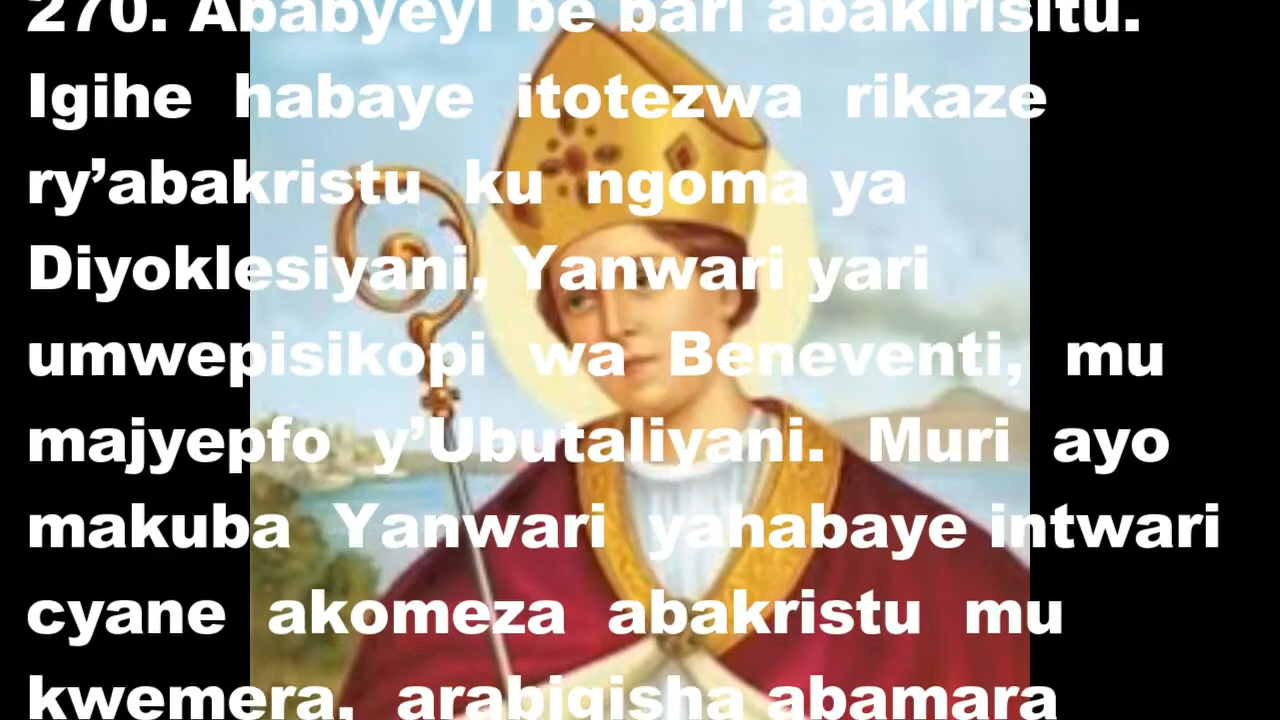 270. Ababyeyi be bari abakirisitu.
Igihe habaye itotezwa rikaze
ry’abakristu ku ngoma ya
Diyoklesiyani, Yanwari yari
umwepisikopi wa Beneventi, mu
majyepfo y’Ubutaliyani. Muri ayo
makuba Yanwari yahabaye intwari
cyane akomeza abakristu mu
kwemera, arabigisha abamara